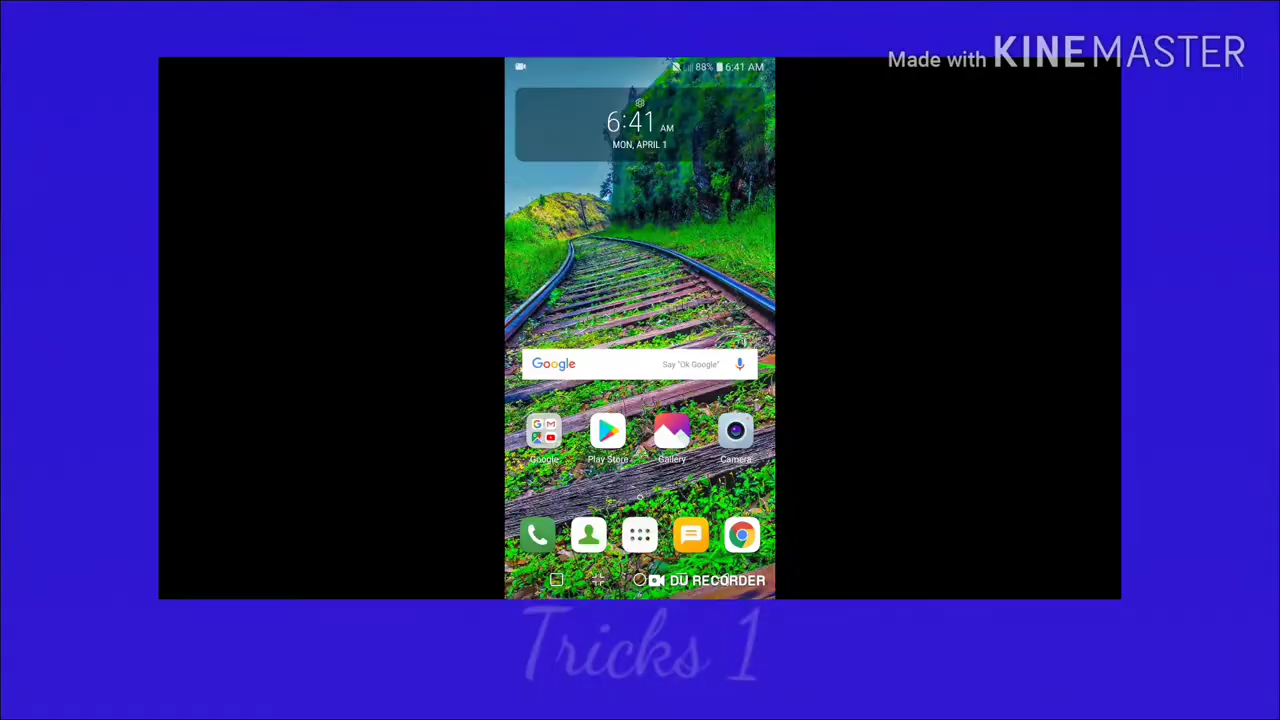 Made with KINEMASTER
88% 6:41 AM
6:41 AM
MON, APRIL 1
Google Say "Ok Google"
Google Play Store Gallery Camera
DU RECORDER
Tricks 1